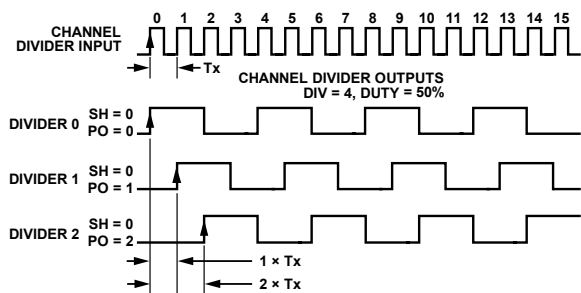 0 1 2 3 4 5 6 7 8 9 10 11 12 13 14 15
CHANNEL
DIVIDER INPUT
Tx
CHANNEL DIVIDER OUTPUTS
DIV = 4, DUTY = 50%
DIVIDER 0
SH = 0
PO = 0
DIVIDER 1
SH = 0
PO = 1
DIVIDER 2
SH = 0
PO = 2
1 × Tx
2 × Tx